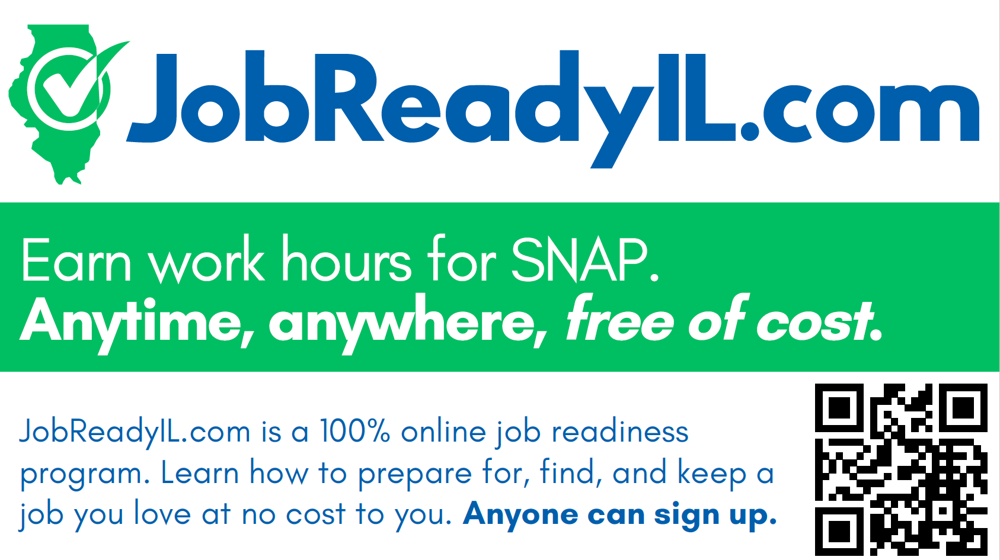 JobReadyIL.com
Earn work hours for SNAP.
Anytime, anywhere, free of cost.
JobReadyIL.com is a 100% online job readiness
program. Learn how to prepare for, find, and keep a
job you love at no cost to you. Anyone can sign up.